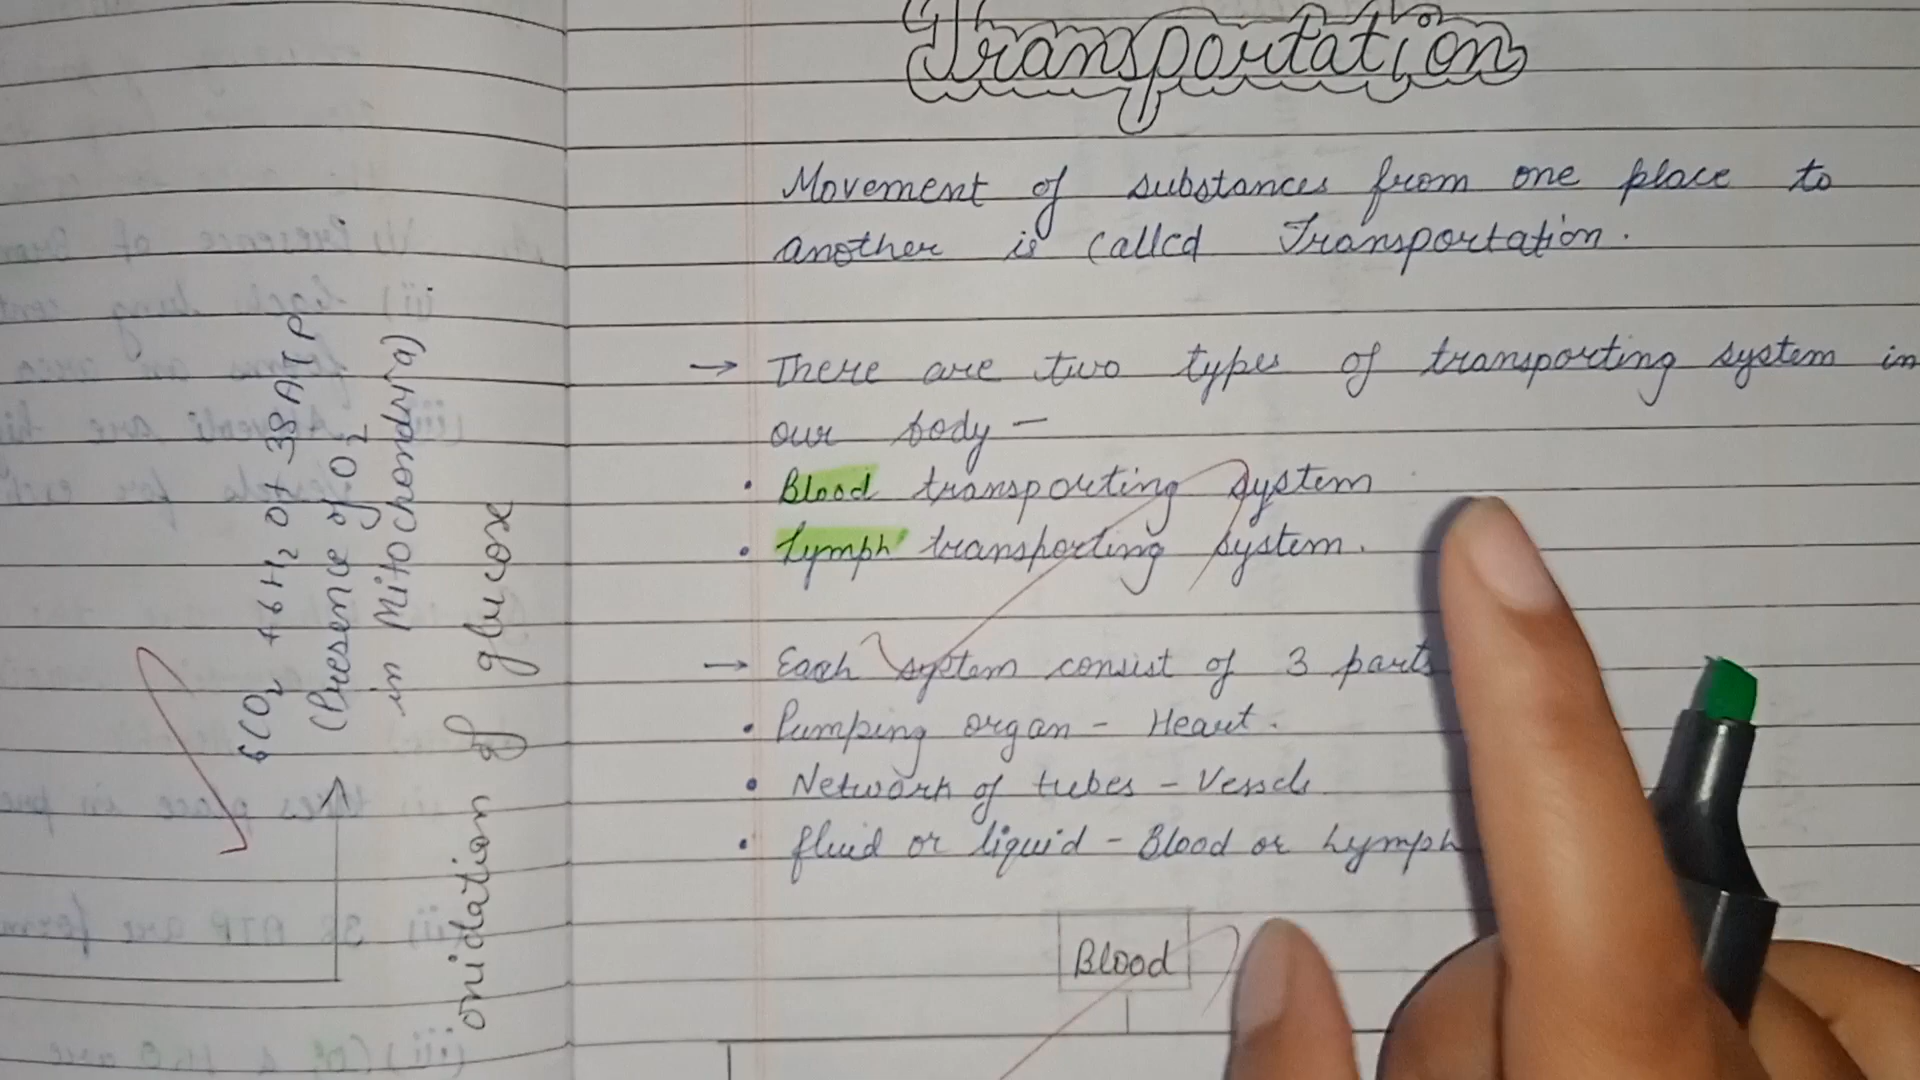 Transportation
Movement of substances from one place to
another is called Transportation.
→ There are two types of transporting system in
our body —
• Blood transporting system
• Lymph transporting system.
→ Each system consist of 3 parts
• Pumping organ - Heart.
• Network of tubes - Vessels
• fluid or liquid - Blood or Lymph
Blood
6CO2 + 6H2O + 38 ATP
(Presence of O2
in Mitochondria)
oxidation of glucose